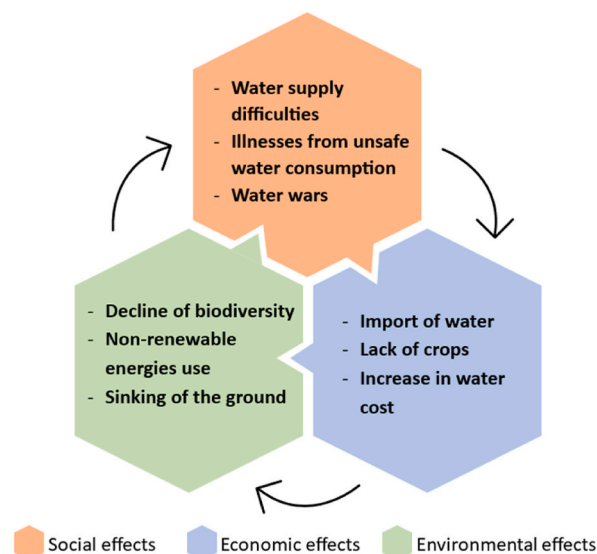 - Water supply
difficulties
- Illnesses from unsafe
water consumption
- Water wars
- Decline of biodiversity
- Non-renewable
energies use
- Sinking of the ground
- Import of water
- Lack of crops
- Increase in water
cost
Social effects
Economic effects
Environmental effects